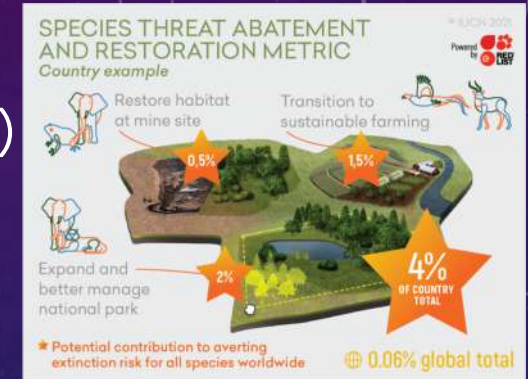 )
SPECIES THREAT ABATEMENT
AND RESTORATION METRIC
Country example
© IUCN 2021
Powered
by
RED
LIST
Restore habitat
at mine site
0,5%
Transition to
sustainable farming
1,5%
Expand and
better manage
national park
2%
4%
OF COUNTRY
TOTAL
* Potential contribution to averting
extinction risk for all species worldwide
0.06% global total